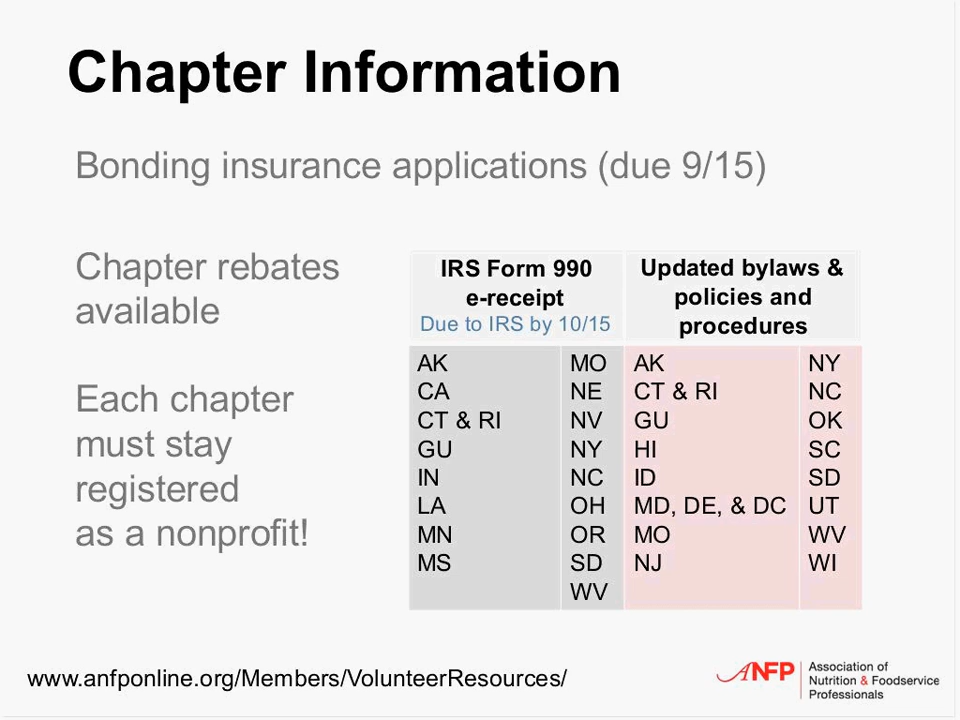 Chapter Information
Bonding insurance applications (due 9/15)
Chapter rebates
available
Each chapter
must stay
registered
as a nonprofit!
IRS Form 990
e-receipt
Due to IRS by 10/15
AK
CA
CT & RI
GU
IN
LA
MN
MS
MO
NE
NV
NY
NC
OH
OR
SD
WV
Updated bylaws &
policies and
procedures
AK
CT & RI
GU
HI
ID
MD, DE, & DC
MO
NJ
NY
NC
OK
SC
SD
UT
WV
WI
www.anfponline.org/Members/VolunteerResources/
ANFP
Association of
Nutrition & Foodservice
Professionals